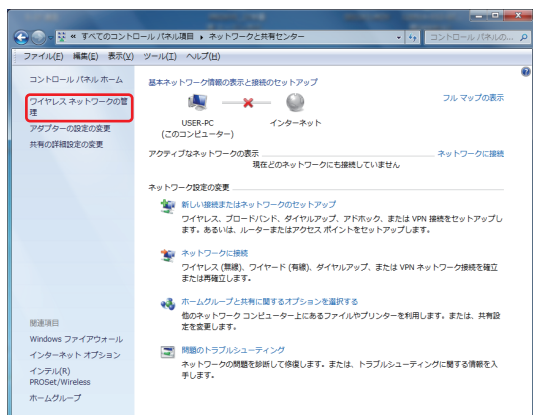 « すべてのコントロール パネル項目 ▸ ネットワークと共有センター
コントロール パネルの...
ファイル(F) 編集(E) 表示(V) ツール(T) ヘルプ(H)
コントロール パネル ホーム
ワイヤレス ネットワークの管
理
アダプターの設定の変更
共有の詳細設定の変更
基本ネットワーク情報の表示と接続のセットアップ
フル マップの表示
USER-PC
(このコンピューター)
インターネット
アクティブなネットワークの表示
ネットワークに接続
現在どのネットワークにも接続していません
ネットワーク設定の変更
新しい接続またはネットワークのセットアップ
ワイヤレス、ブロードバンド、ダイヤルアップ、アドホック、または VPN 接続をセットアップし
ます。あるいは、ルーターまたはアクセス ポイントをセットアップします。
ネットワークに接続
ワイヤレス (無線)、ワイヤード (有線)、ダイヤルアップ、または VPN ネットワーク接続を確立
または再確立します。
ホームグループと共有に関するオプションを選択する
他のネットワーク コンピューター上にあるファイルやプリンターを利用します。または、共有設
定を変更します。
問題のトラブルシューティング
ネットワークの問題を診断して修復します。または、トラブルシューティングに関する情報を入
手します。
関連項目
Windows ファイアウォール
インターネット オプション
インテル(R)
PROSet/Wireless
ホームグループ